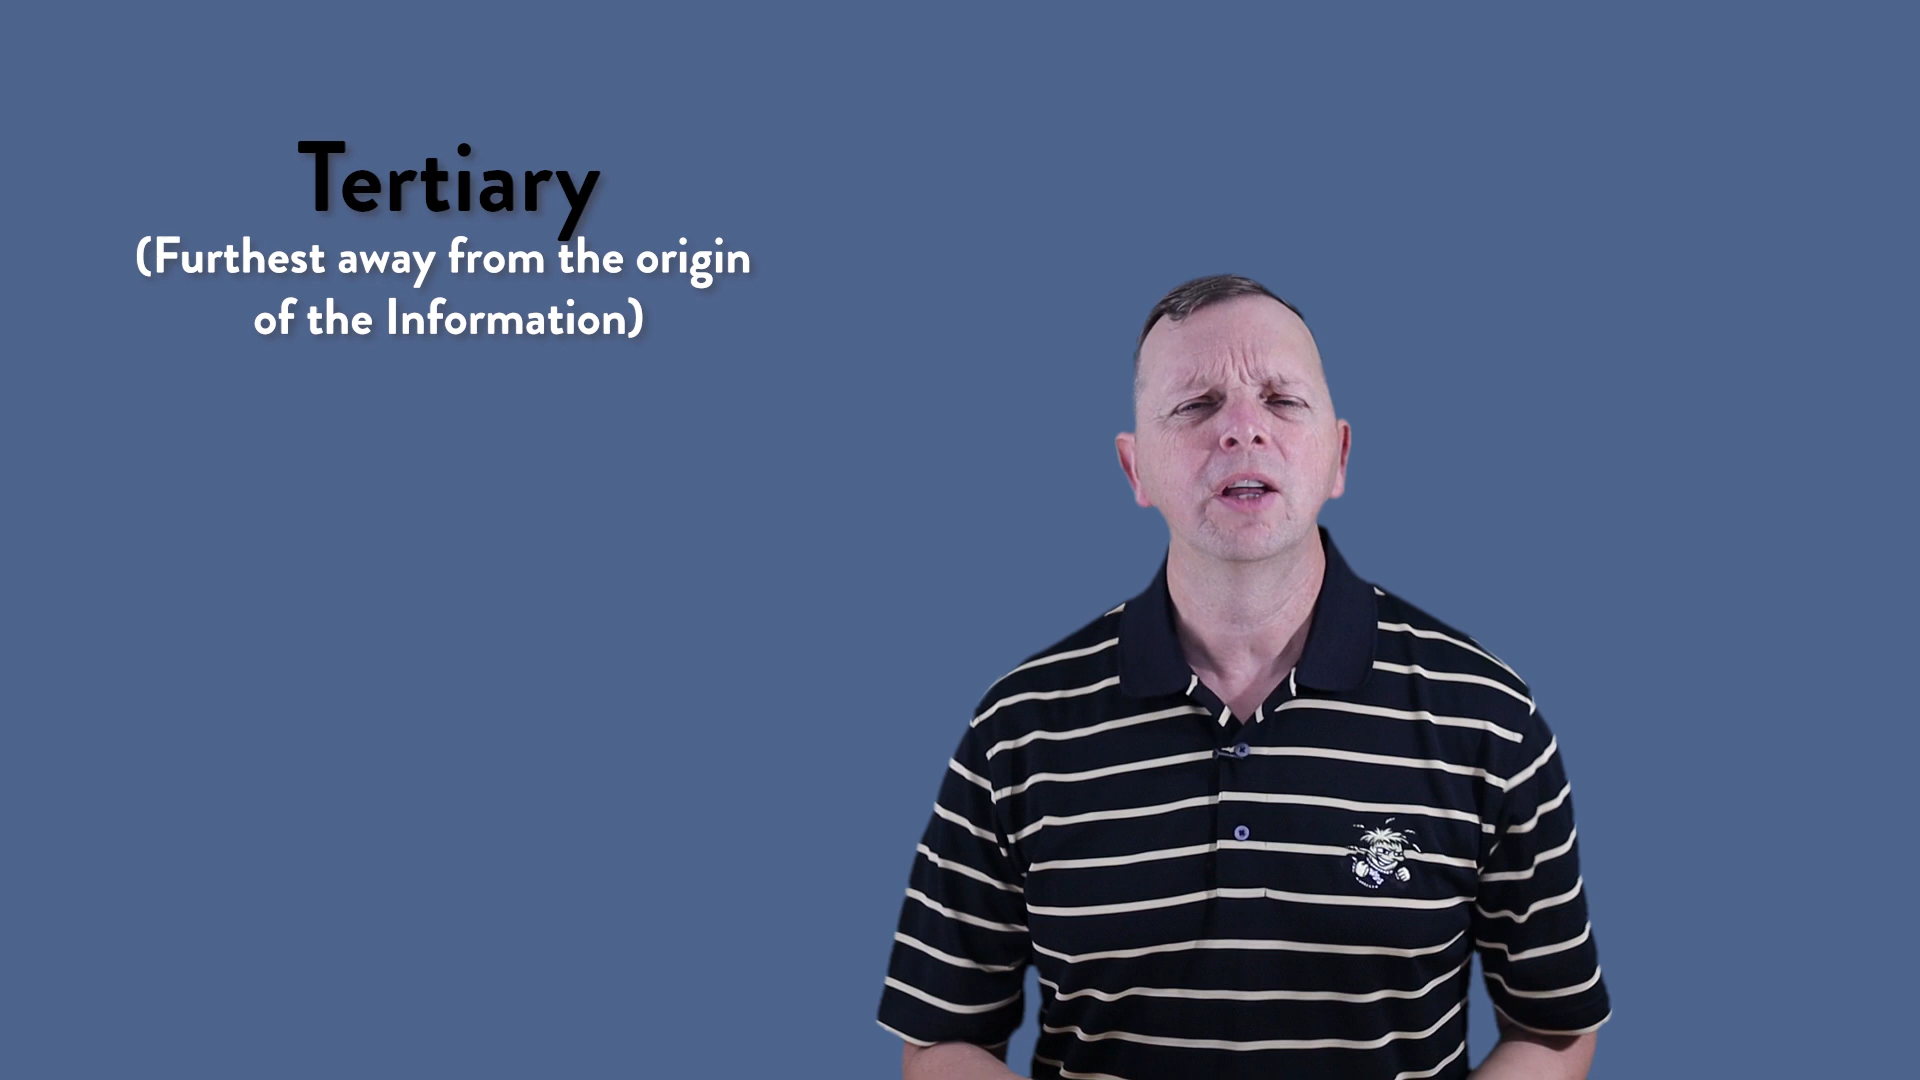 Tertiary
(Furthest away from the origin
of the Information)